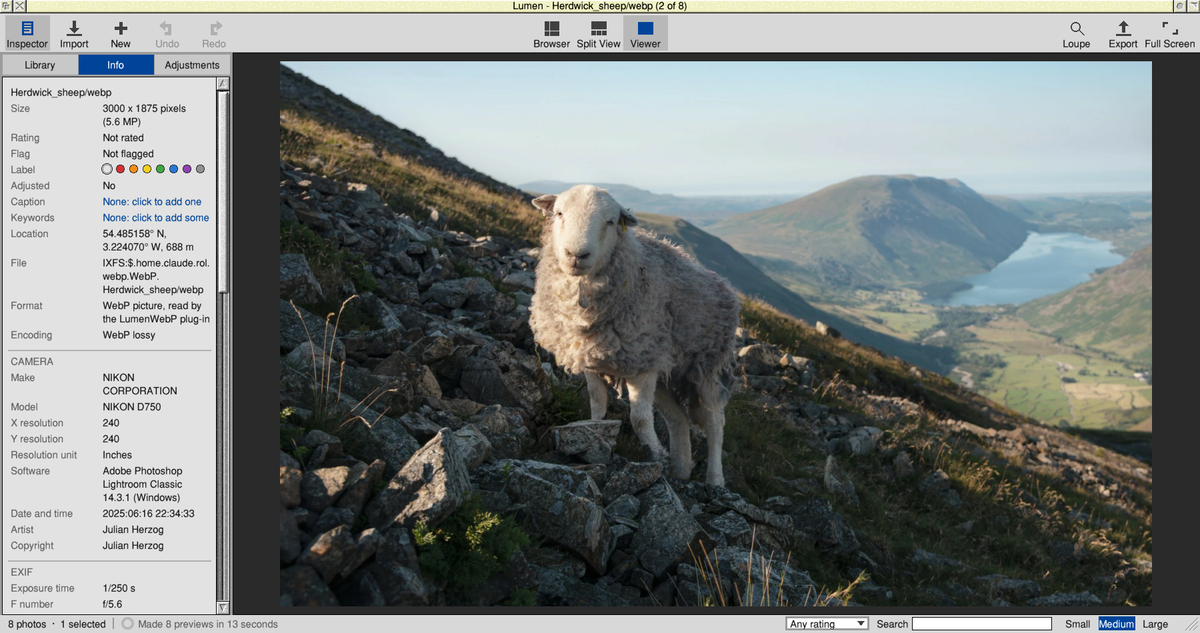 Lumen - Herdwick_sheep/webp (2 of 8)
Inspector Import New Undo Redo Browser Split View Viewer Loupe Export Full Screen
Library Info Adjustments
Herdwick_sheep/webp
Size 3000 x 1875 pixels
(5.6 MP)
Rating Not rated
Flag Not flagged
Label
Adjusted No
Caption None: click to add one
Keywords None: click to add some
Location 54.485158° N,
3.224070° W, 688 m
File IXFS:$.home.claude.rol.
webp.WebP.
Herdwick_sheep/webp
Format WebP picture, read by
the LumenWebP plug-in
Encoding WebP lossy
CAMERA
Make NIKON
CORPORATION
Model NIKON D750
X resolution 240
Y resolution 240
Resolution unit Inches
Software Adobe Photoshop
Lightroom Classic
14.3.1 (Windows)
Date and time 2025:06:16 22:34:33
Artist Julian Herzog
Copyright Julian Herzog
EXIF
Exposure time 1/250 s
F number f/5.6
8 photos · 1 selected Made 8 previews in 13 seconds Any rating Search Small Medium Large